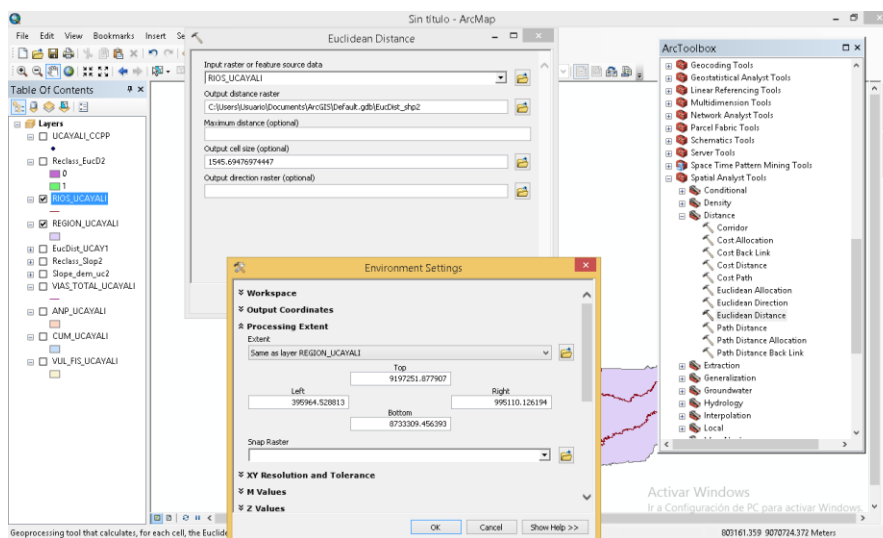 Sin título - ArcMap
File Edit View Bookmarks Insert Se
Table Of Contents
Layers
UCAYALI_CCPP
Reclass_EucD2
0
1
RIOS_UCAYALI
REGION_UCAYALI
EucDist_UCAY1
Reclass_Slop2
Slope_dem_uc2
VIAS_TOTAL_UCAYALI
ANP_UCAYALI
CUM_UCAYALI
VUL_FIS_UCAYALI
Euclidean Distance
Input raster or feature source data
RIOS_UCAYALI
Output distance raster
C:\Users\Usuario\Documents\ArcGIS\Default.gdb\EucDist_shp2
Maximum distance (optional)
Output cell size (optional)
1545.69476974447
Output direction raster (optional)
Environment Settings
Workspace
Output Coordinates
Processing Extent
Extent
Same as layer REGION_UCAYALI
Top
9197251.877907
Left Right
395964.528813 995110.126194
Bottom
8733309.456393
Snap Raster
XY Resolution and Tolerance
M Values
Z Values
OK Cancel Show Help >>
ArcToolbox
Geocoding Tools
Geostatistical Analyst Tools
Linear Referencing Tools
Multidimension Tools
Network Analyst Tools
Parcel Fabric Tools
Schematics Tools
Server Tools
Space Time Pattern Mining Tools
Spatial Analyst Tools
Conditional
Density
Distance
Corridor
Cost Allocation
Cost Back Link
Cost Distance
Cost Path
Euclidean Allocation
Euclidean Direction
Euclidean Distance
Path Distance
Path Distance Allocation
Path Distance Back Link
Extraction
Generalization
Groundwater
Hydrology
Interpolation
Local
Activar Windows
Ir a Configuración de PC para activar Windows.
Geoprocessing tool that calculates, for each cell, the Euclide
803161.359 9070724.372 Meters